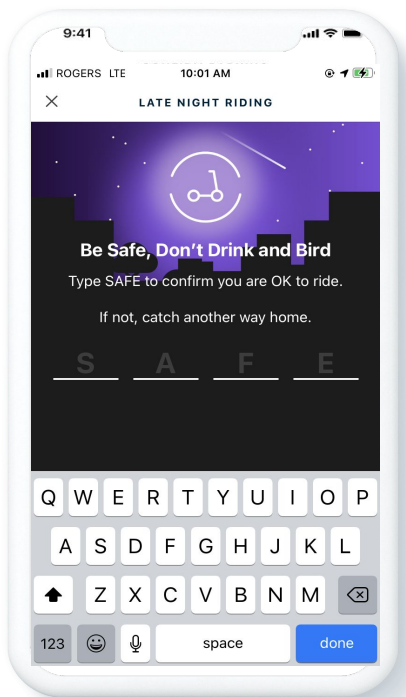 9:41
ROGERS LTE 10:01 AM
LATE NIGHT RIDING
Be Safe, Don't Drink and Bird
Type SAFE to confirm you are OK to ride.
If not, catch another way home.
S A F E
Q W E R T Y U I O P
A S D F G H J K L
Z X C V B N M
123 space done